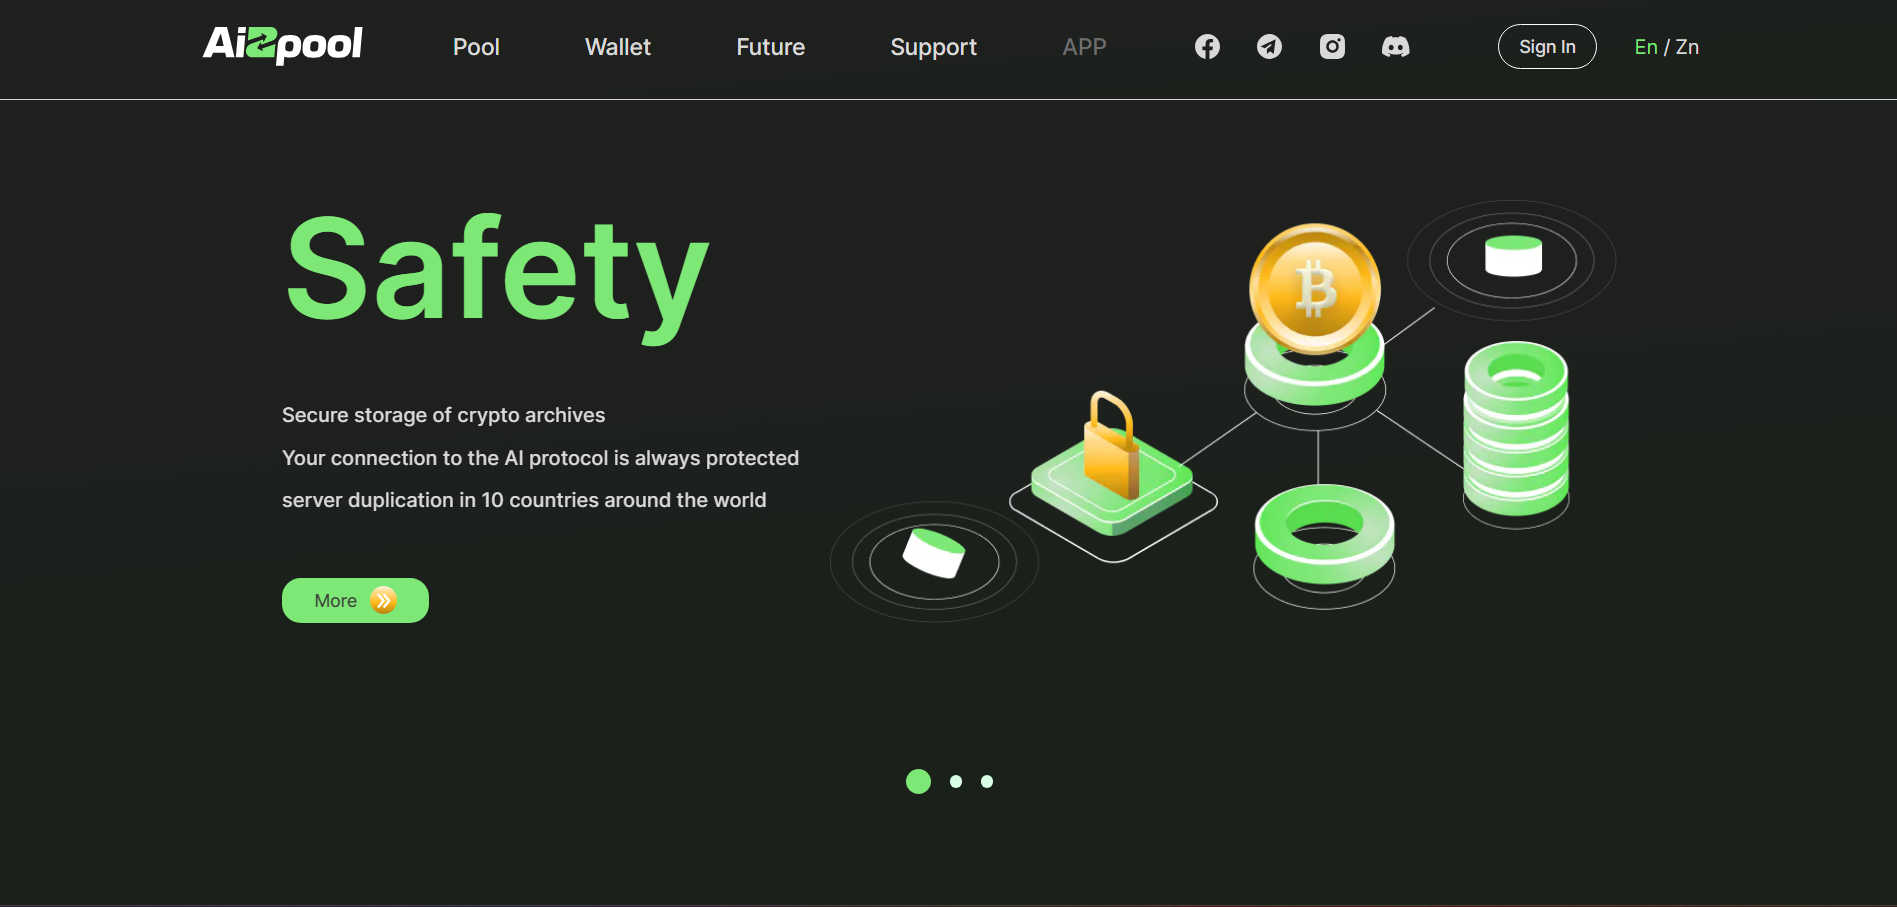 Ai2pool
Pool
Wallet
Future
Support
APP
Sign In
En / Zn
Safety
Secure storage of crypto archives
Your connection to the AI protocol is always protected
server duplication in 10 countries around the world
More